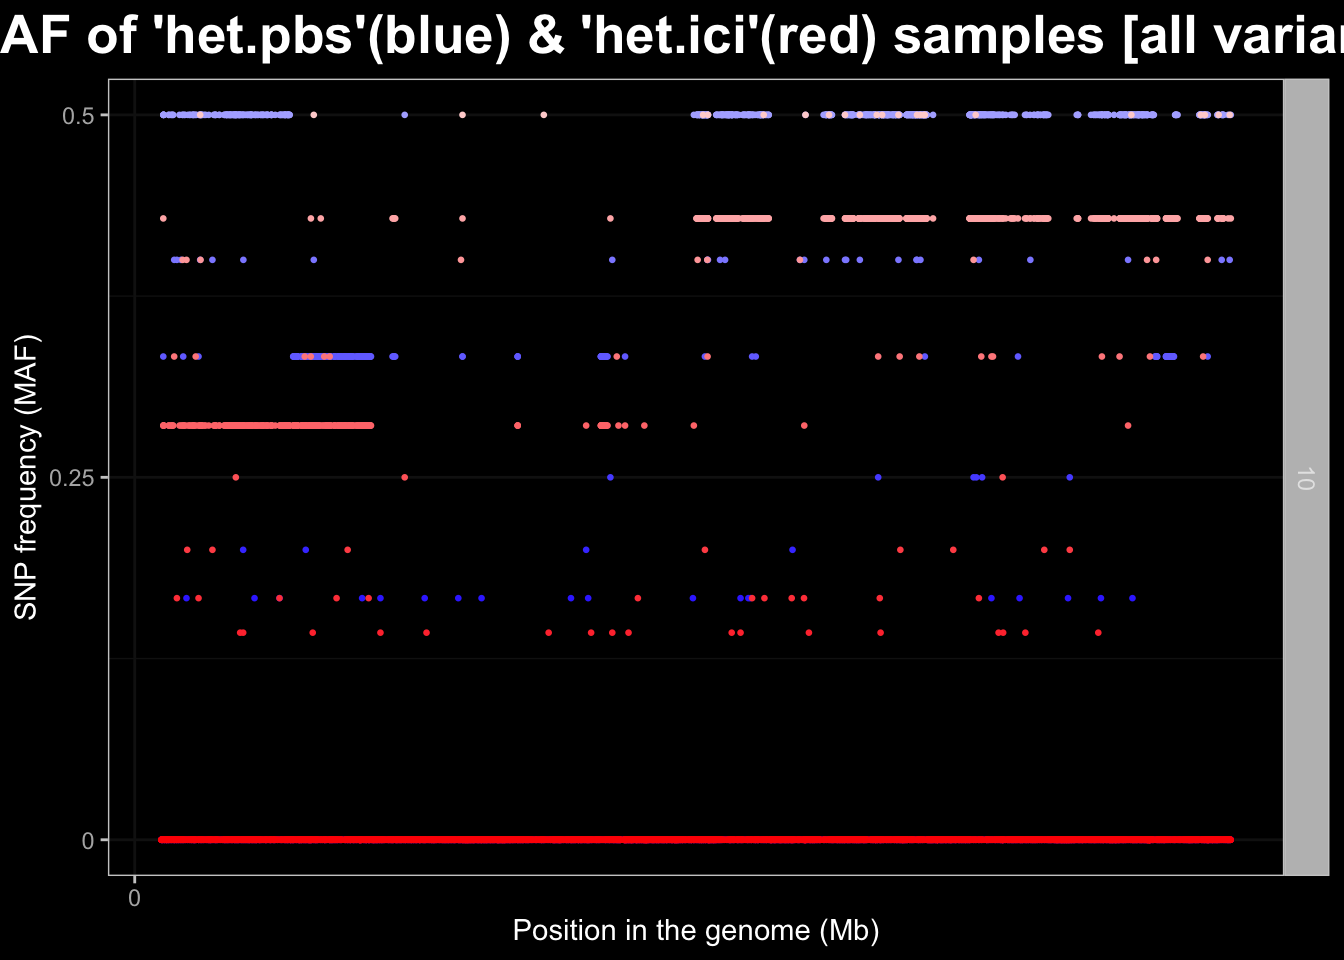 AF of 'het.pbs'(blue) & 'het.ici'(red) samples [all varian
0.5
0.25
0
SNP frequency (MAF)
10
0
Position in the genome (Mb)